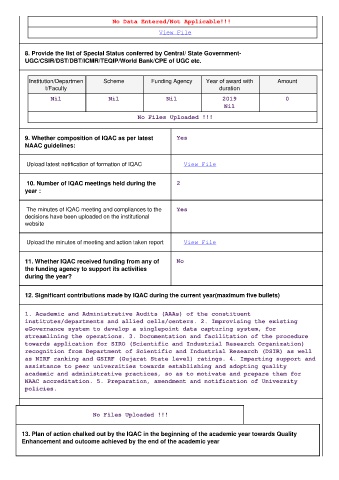 No Data Entered/Not Applicable!!!
View File
8. Provide the list of Special Status conferred by Central/ State Government-
UGC/CSIR/DST/DBT/ICMR/TEQIP/World Bank/CPE of UGC etc.
Institution/Departmen Scheme Funding Agency Year of award with Amount
t/Faculty duration
Nil Nil Nil 2019 0
Nil
No Files Uploaded !!!
9. Whether composition of IQAC as per latest Yes
NAAC guidelines:
Upload latest notification of formation of IQAC View File
10. Number of IQAC meetings held during the 2
year :
The minutes of IQAC meeting and compliances to the Yes
decisions have been uploaded on the institutional
website
Upload the minutes of meeting and action taken report View File
11. Whether IQAC received funding from any of No
the funding agency to support its activities
during the year?
12. Significant contributions made by IQAC during the current year(maximum five bullets)
1. Academic and Administrative Audits (AAAs) of the constituent
institutes/departments and allied cells/centers. 2. Improvising the existing
eGovernance system to develop a singlepoint data capturing system, for
streamlining the operations. 3. Documentation and facilitation of the procedure
towards application for SIRO (Scientific and Industrial Research Organization)
recognition from Department of Scientific and Industrial Research (DSIR) as well
as NIRF ranking and GSIRF (Gujarat State level) ratings. 4. Imparting support and
assistance to peer universities towards establishing and adopting quality
academic and administrative practices, so as to motivate and prepare them for
NAAC accreditation. 5. Preparation, amendment and notification of University
policies.
No Files Uploaded !!!
13. Plan of action chalked out by the IQAC in the beginning of the academic year towards Quality
Enhancement and outcome achieved by the end of the academic year